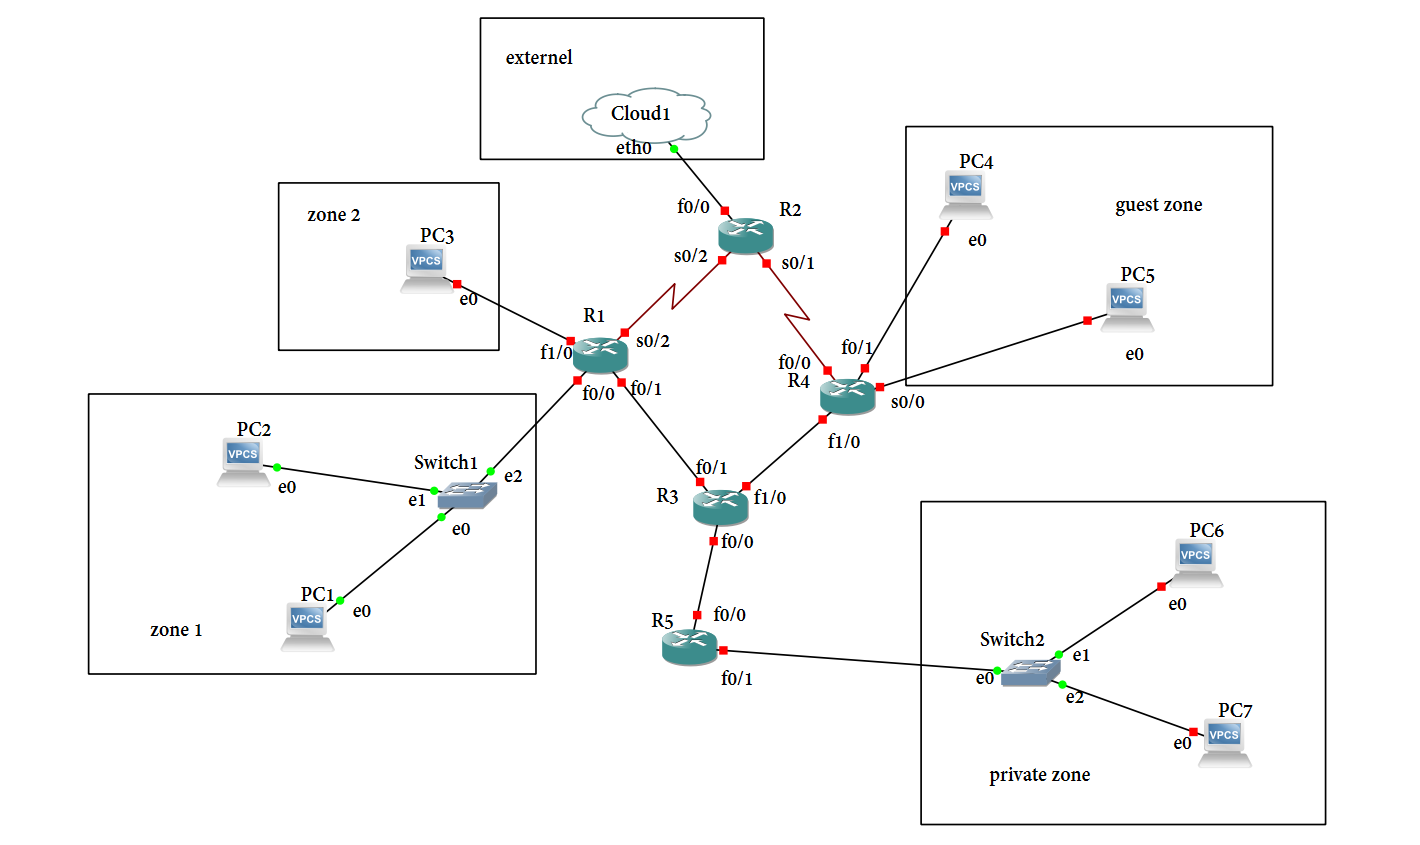 externel
Cloud1
eth0
zone 2
PC3
VPCS
e0
f0/0
R2
s0/2
s0/1
PC4
VPCS
e0
guest zone
PC5
VPCS
e0
R1
s0/2
f1/0
f0/0
f0/1
f0/0
f0/1
R4
s0/0
f1/0
PC2
VPCS
e0
Switch1
e2
e1
e0
PC1
VPCS
e0
zone 1
f0/1
R3
f1/0
f0/0
R5
f0/0
f0/1
PC6
VPCS
e0
Switch2
e1
e0
e2
PC7
VPCS
e0
private zone